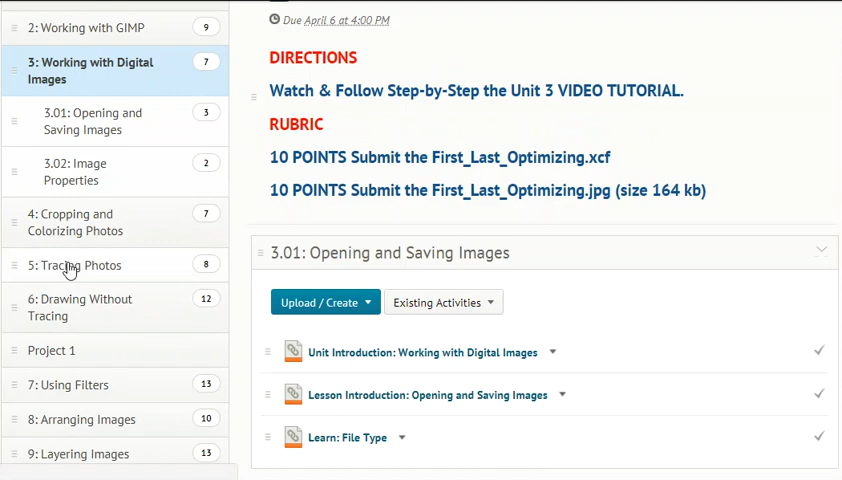 2: Working with GIMP
9
3: Working with Digital
Images
7
3.01: Opening and
Saving Images
3
3.02: Image
Properties
2
4: Cropping and
Colorizing Photos
7
5: Tracing Photos
8
6: Drawing Without
Tracing
12
Project 1
7: Using Filters
13
8: Arranging Images
10
9: Layering Images
13
Due April 6 at 4:00 PM
DIRECTIONS
Watch & Follow Step-by-Step the Unit 3 VIDEO TUTORIAL.
RUBRIC
10 POINTS Submit the First_Last_Optimizing.xcf
10 POINTS Submit the First_Last_Optimizing.jpg (size 164 kb)
3.01: Opening and Saving Images
Upload / Create
Existing Activities
Unit Introduction: Working with Digital Images
Lesson Introduction: Opening and Saving Images
Learn: File Type